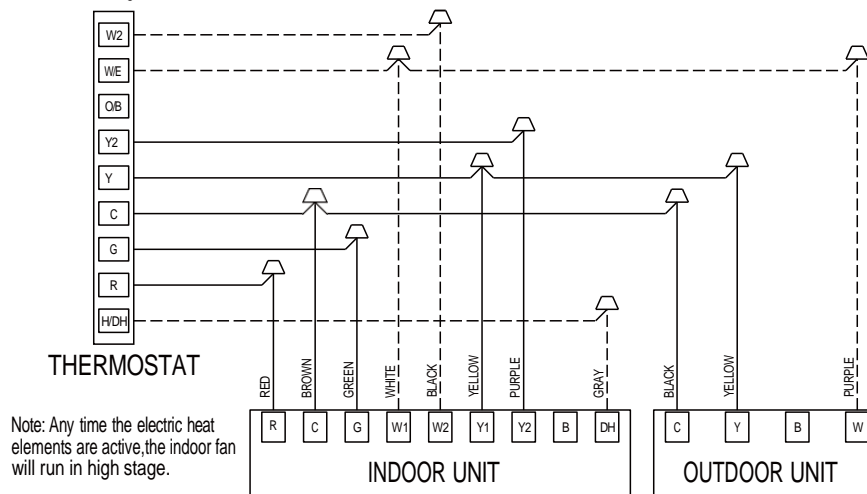 W2
W/E
O/B
Y2
Y
C
G
R
H/DH
THERMOSTAT
RED
BROWN
GREEN
WHITE
BLACK
YELLOW
PURPLE
GRAY
BLACK
YELLOW
PURPLE
Note: Any time the electric heat
elements are active,the indoor fan
will run in high stage.
R
C
G
W1
W2
Y1
Y2
B
DH
INDOOR UNIT
C
Y
B
W
OUTDOOR UNIT